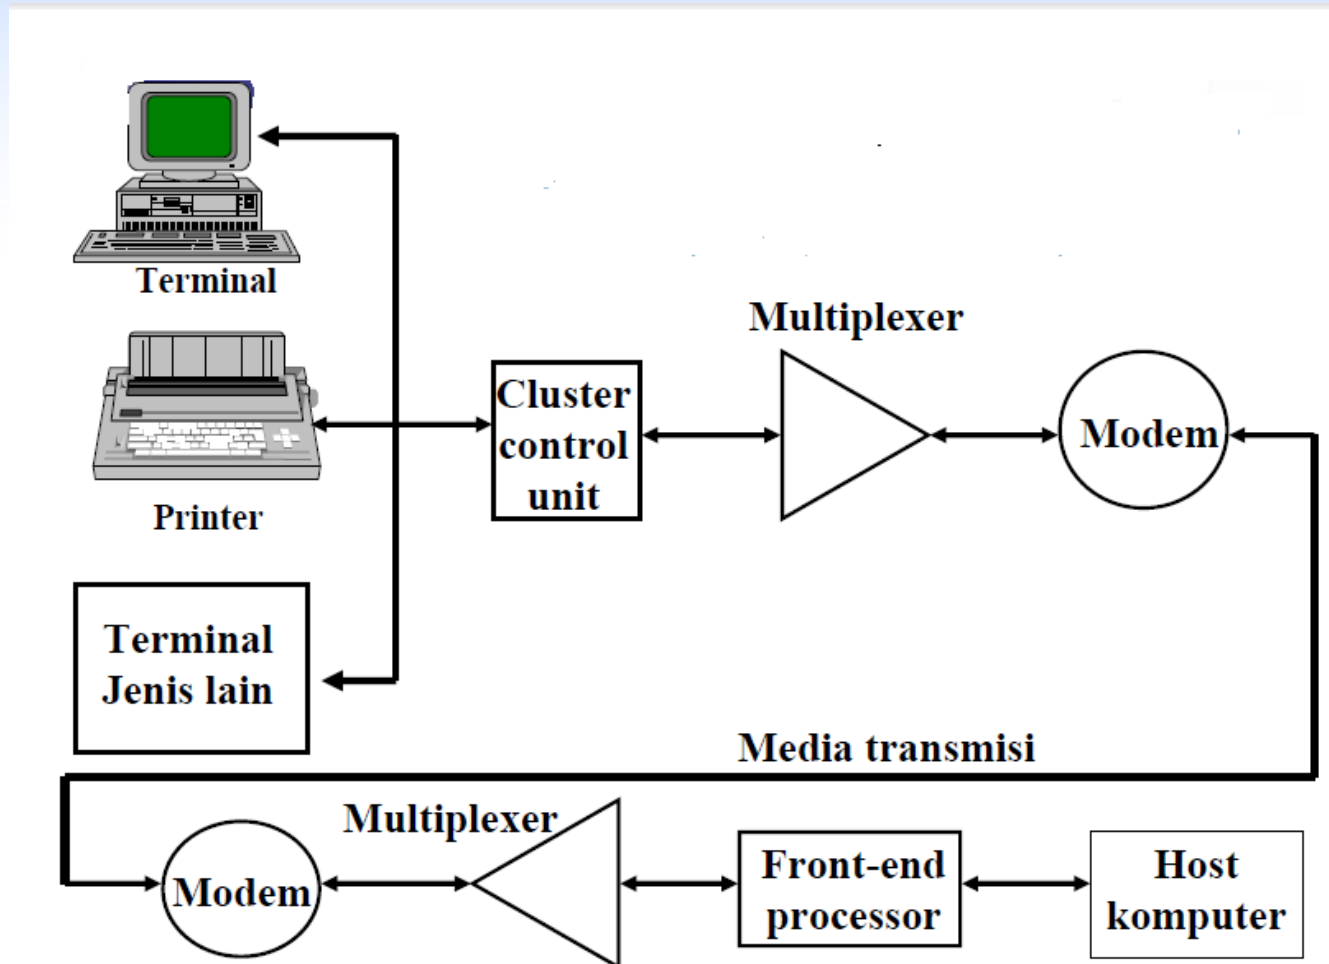 Terminal
Multiplexer
Cluster
control
unit
Modem
Printer
Terminal
Jenis lain
Media transmisi
Multiplexer
Modem
Front-end
processor
Host
komputer